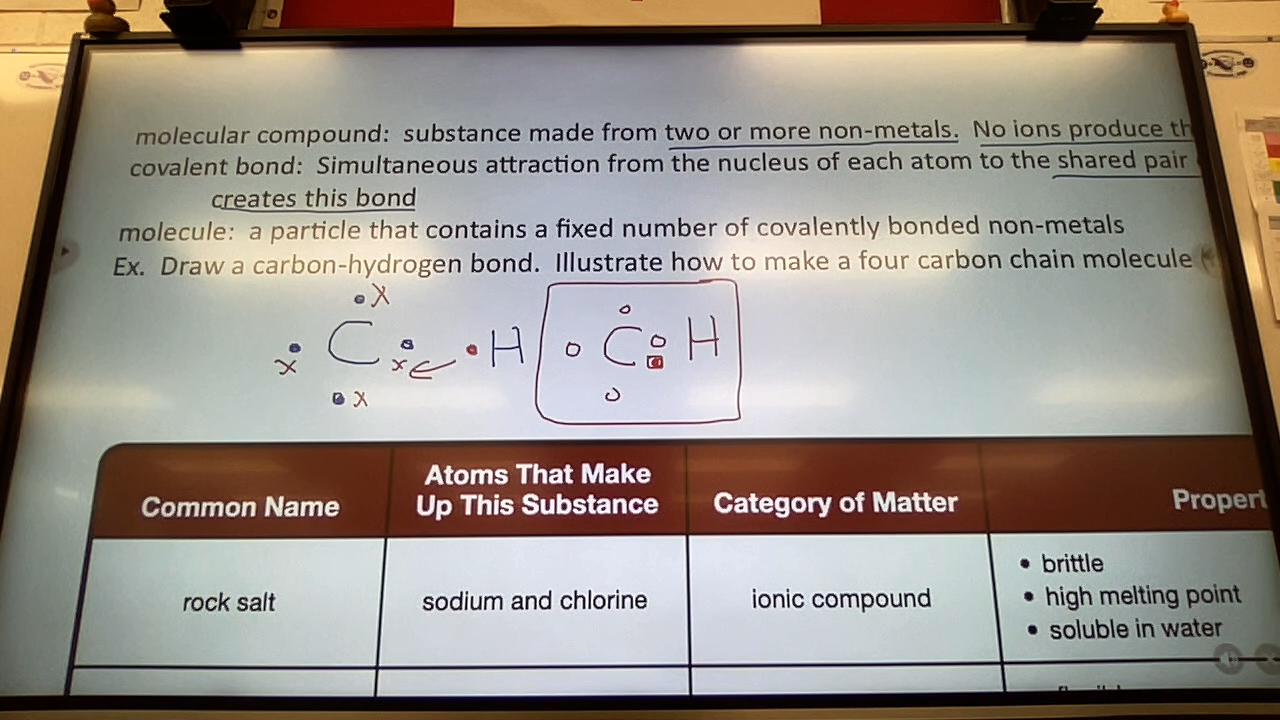 molecular compound: substance made from two or more non-metals. No ions produce th
covalent bond: Simultaneous attraction from the nucleus of each atom to the shared pair
creates this bond
molecule: a particle that contains a fixed number of covalently bonded non-metals
Ex. Draw a carbon-hydrogen bond. Illustrate how to make a four carbon chain molecule
X
X C X H C H
X
Common Name Atoms That Make Up This Substance Category of Matter Propert
rock salt sodium and chlorine ionic compound • brittle
• high melting point
• soluble in water